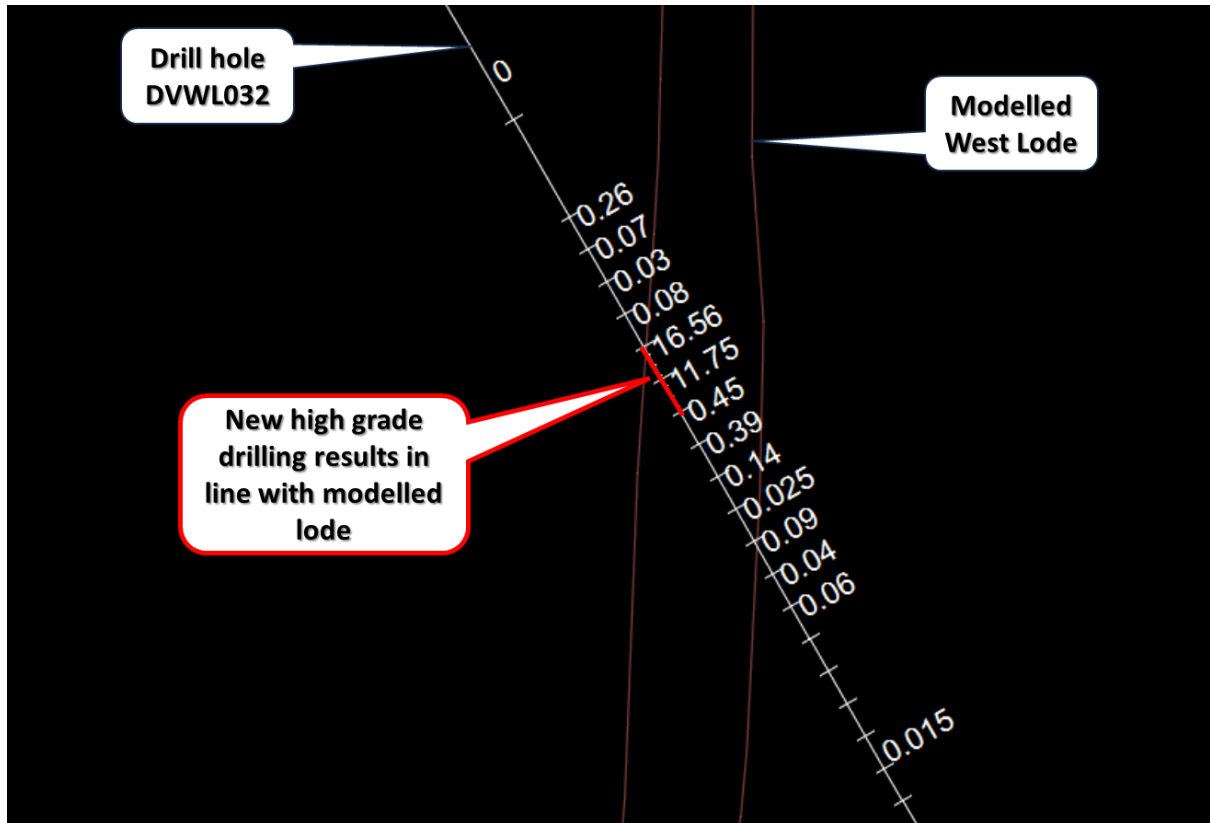 Drill hole
DVWL032
0
Modelled
West Lode
0.26
0.07
0.03
0.08
16.56
11.75
0.45
0.39
0.14
0.025
0.09
0.04
0.06
0.015
New high grade
drilling results in
line with modelled
lode